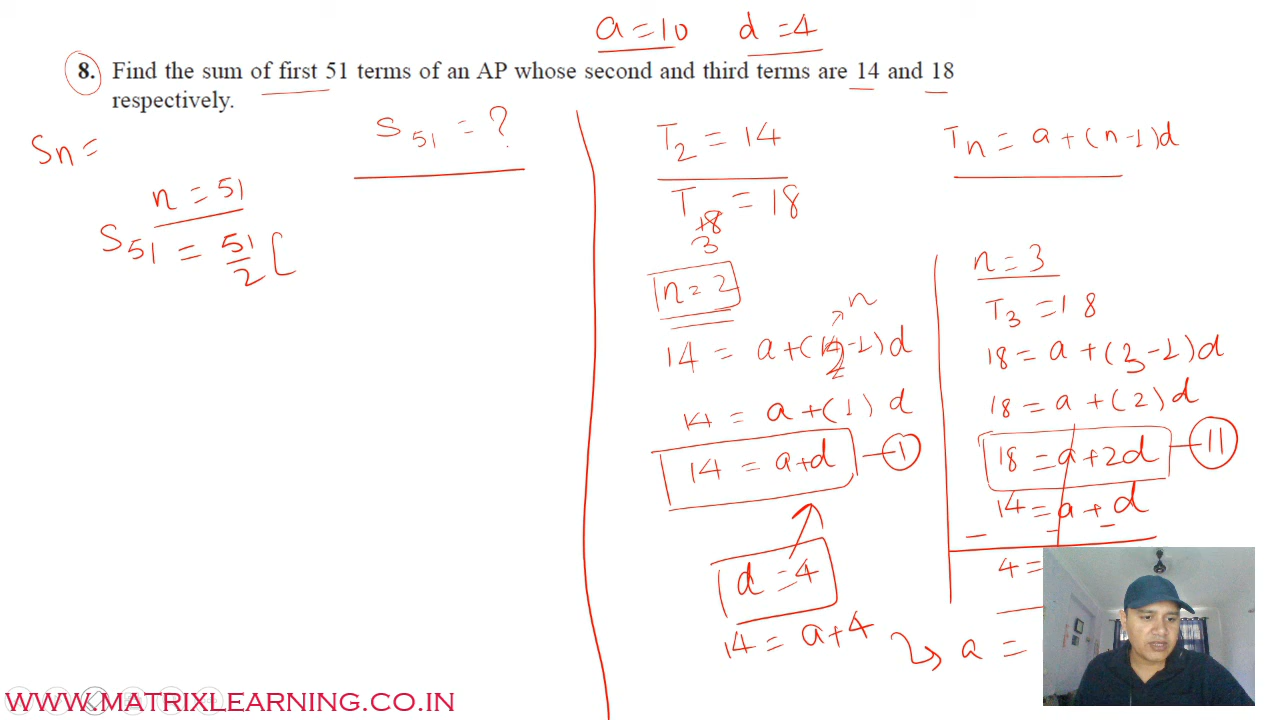 a = 10 d = 4
8. Find the sum of first 51 terms of an AP whose second and third terms are 14 and 18
respectively.
Sn =
S51 = ?
n = 51
S51 = 51/2 [
T2 = 14
T3 = 18
n = 2
n
14 = a + (2-1) d
14 = a + (1) d
14 = a + d — I
d = 4
14 = a + 4
Tn = a + (n-1) d
n = 3
T3 = 18
18 = a + (3-1) d
18 = a + (2) d
18 = a + 2d — II
14 = a + d
- - -
4 =
a =
WWW.MATRIXLEARNING.CO.IN